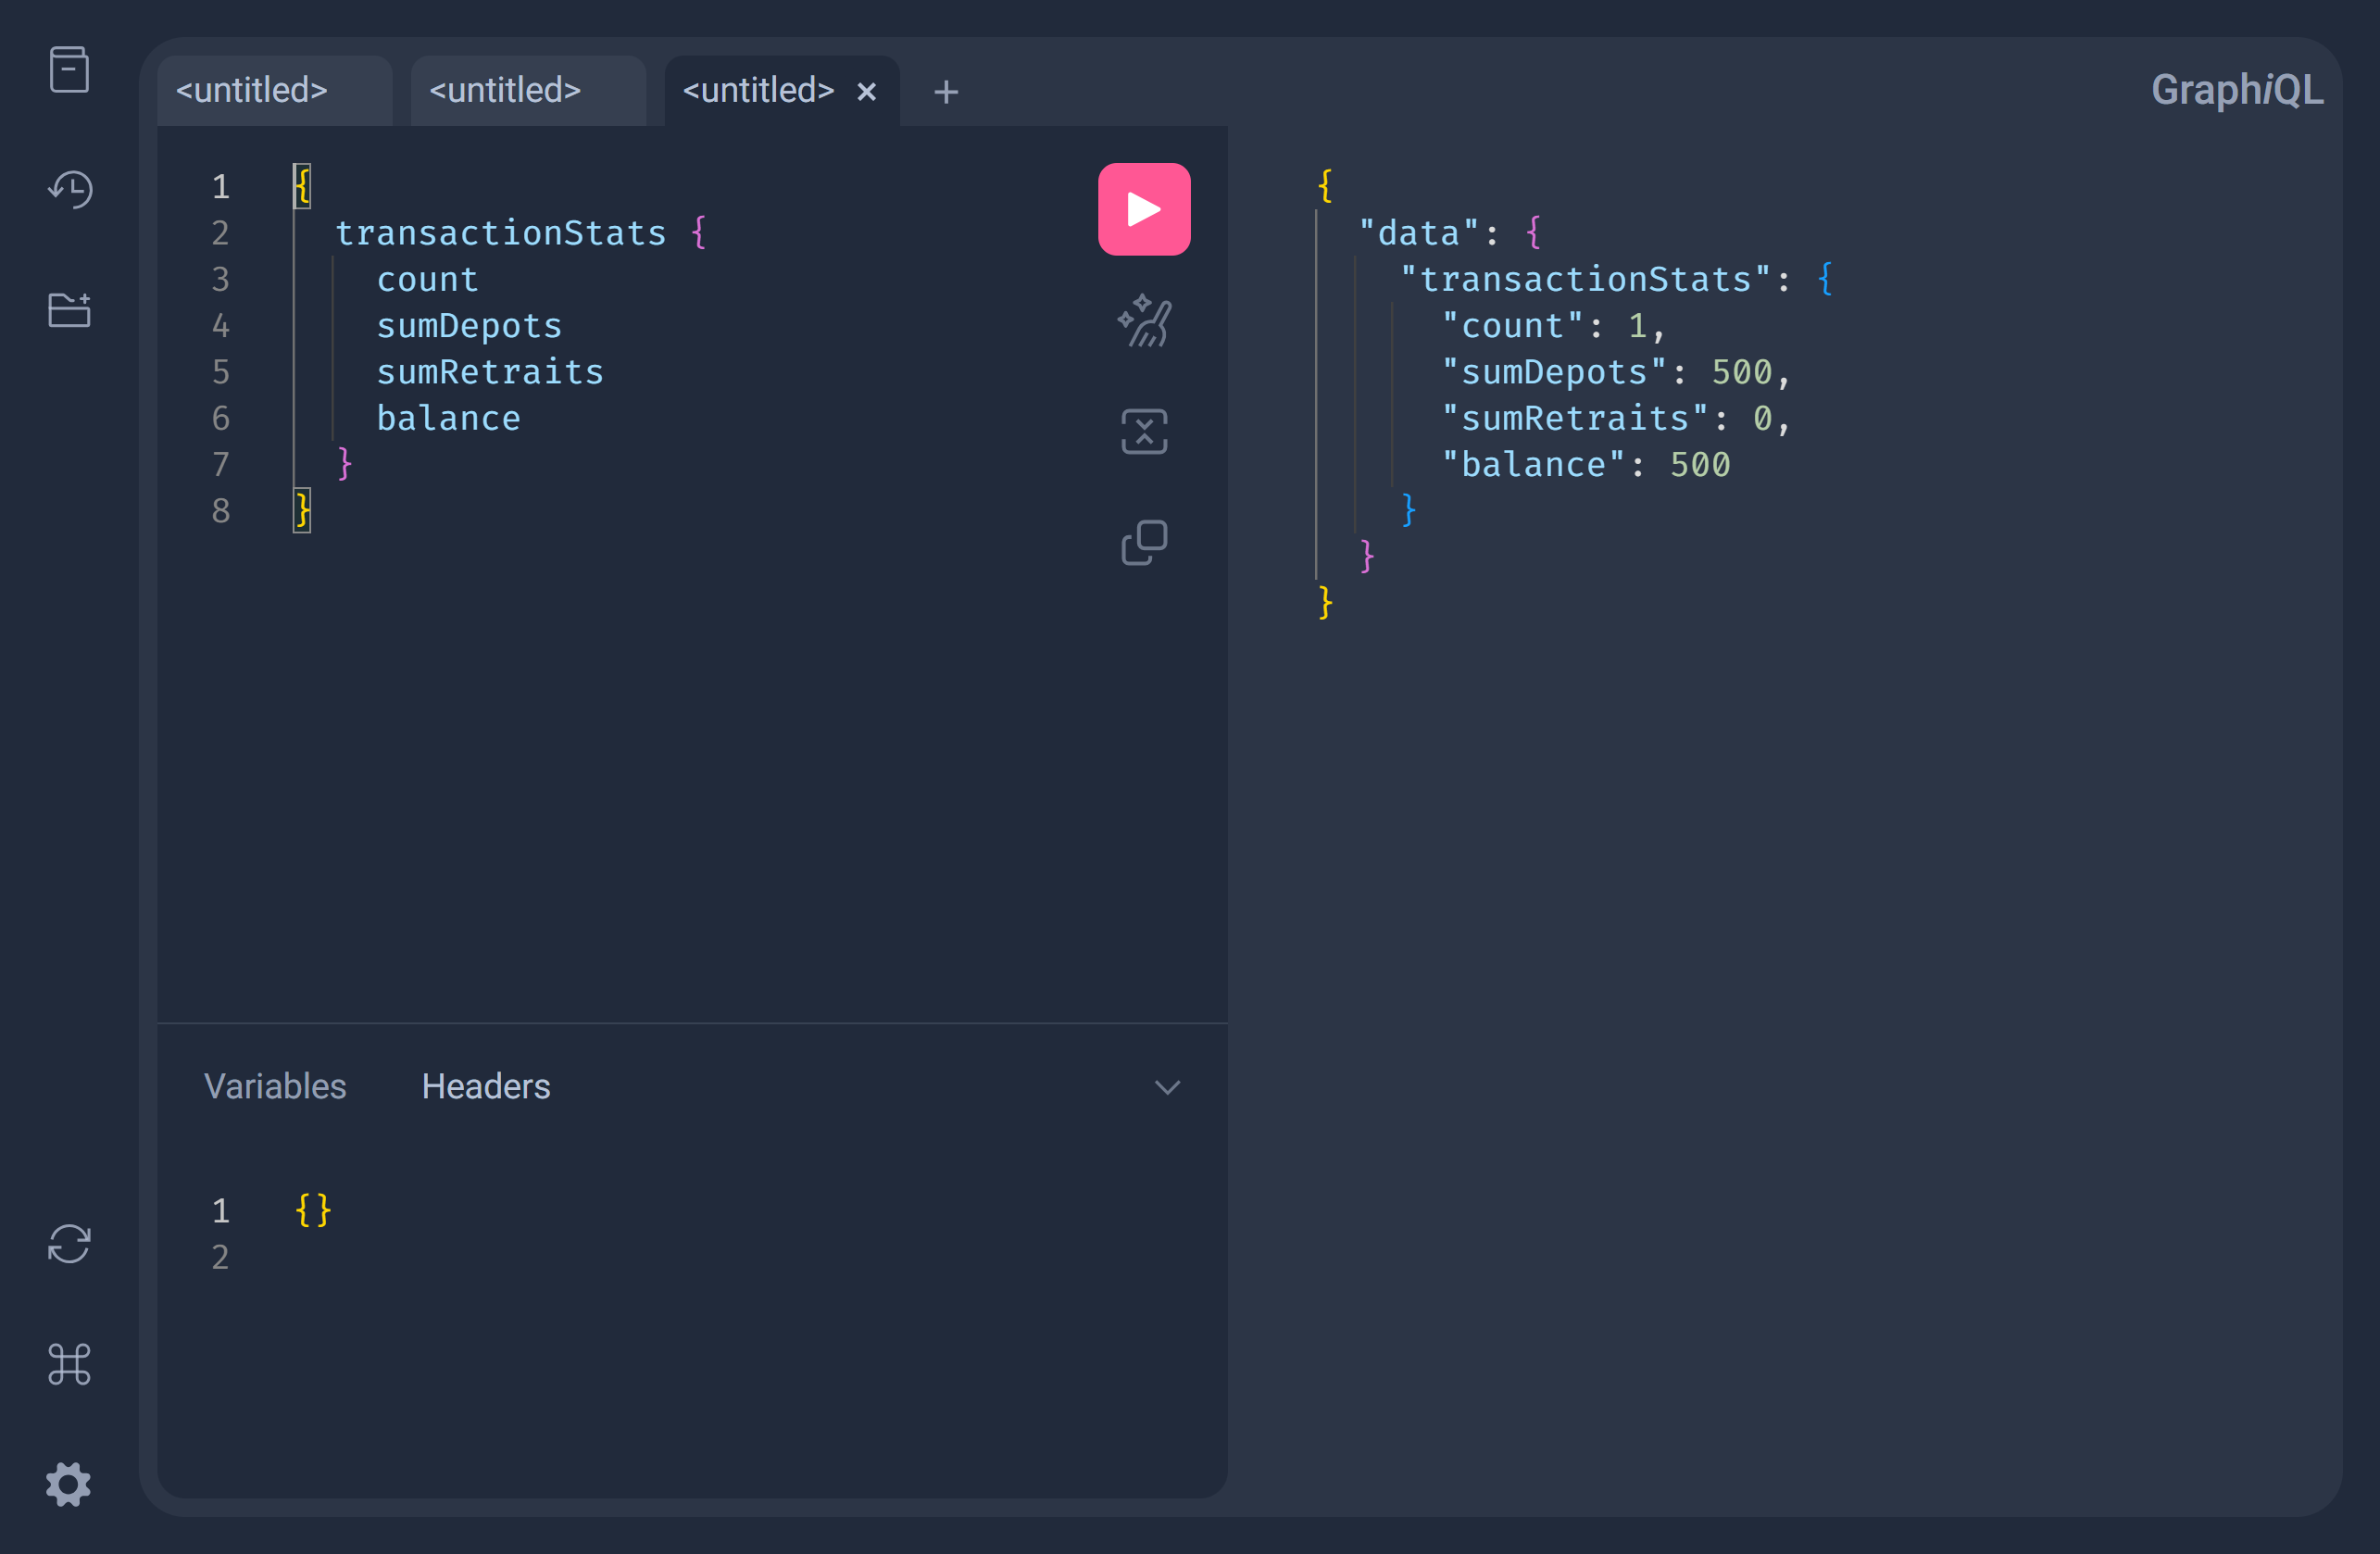 <untitled> <untitled> <untitled> × +
GraphiQL
1 {
2 transactionStats {
3 count
4 sumDepots
5 sumRetraits
6 balance
7 }
8 }
{
"data": {
"transactionStats": {
"count": 1,
"sumDepots": 500,
"sumRetraits": 0,
"balance": 500
}
}
}
Variables Headers
1 {}
2